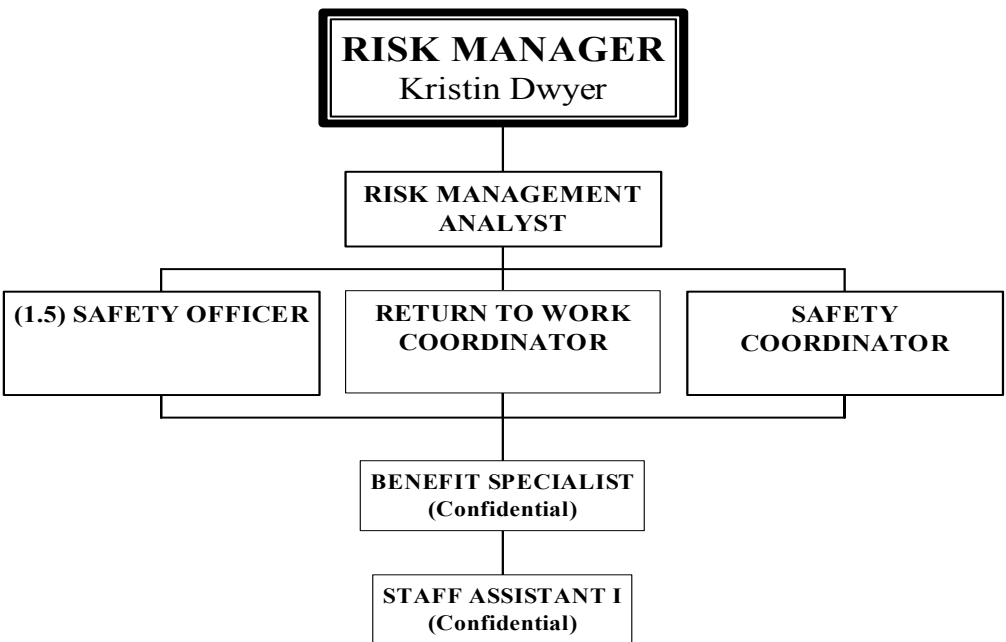 RISK MANAGER
Kristin Dwyer
RISK MANAGEMENT
ANALYST
(1.5) SAFETY OFFICER
RETURN TO WORK
COORDINATOR
SAFETY
COORDINATOR
BENEFIT SPECIALIST
(Confidential)
STAFF ASSISTANT I
(Confidential)